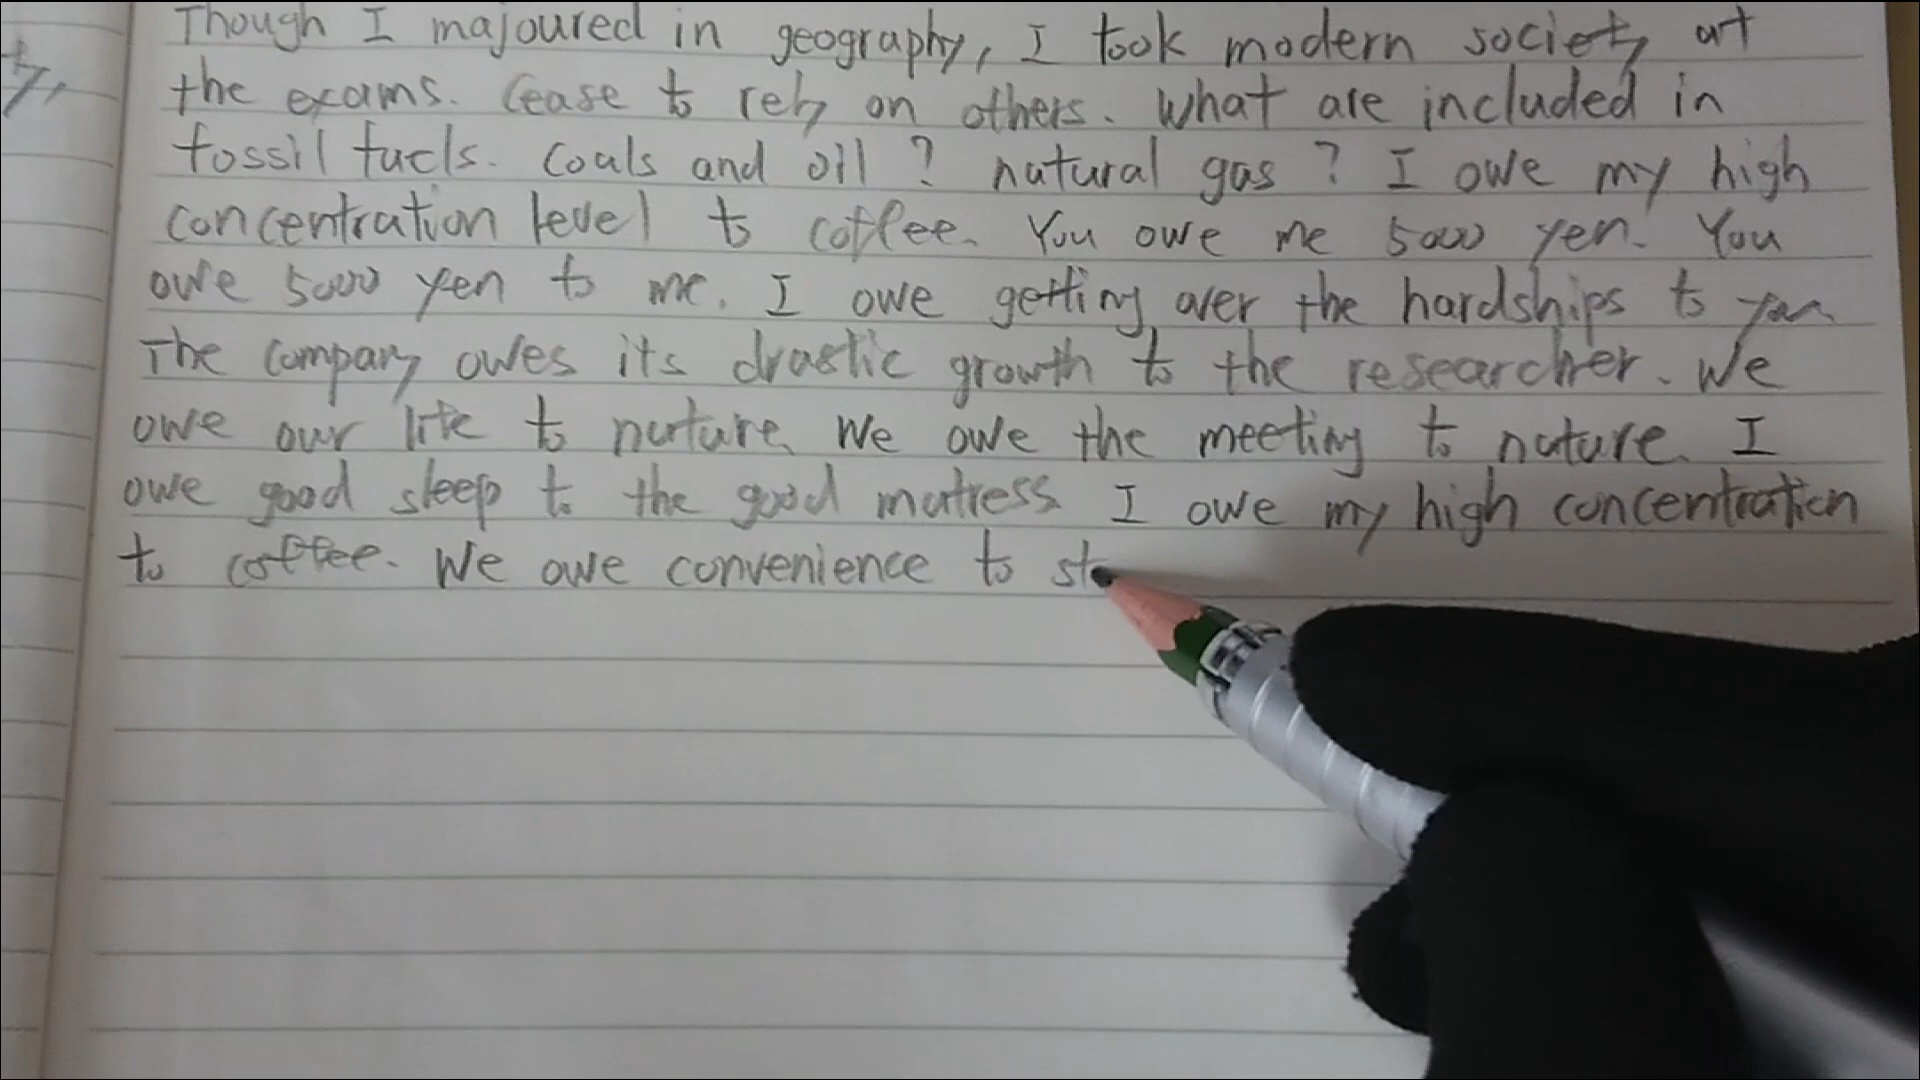 Though I majoured in geography, I took modern society at
the exams. Cease to rely on others. What are included in
fossil fuels. Coals and oil? natural gas? I owe my high
concentration level to coffee. You owe me 5000 yen. You
owe 5000 yen to me. I owe getting over the hardships to you.
The company owes its drastic growth to the researcher. We
owe our life to nature. We owe the meeting to nature. I
owe good sleep to the good matress. I owe my high concentration
to coffee. We owe convenience to